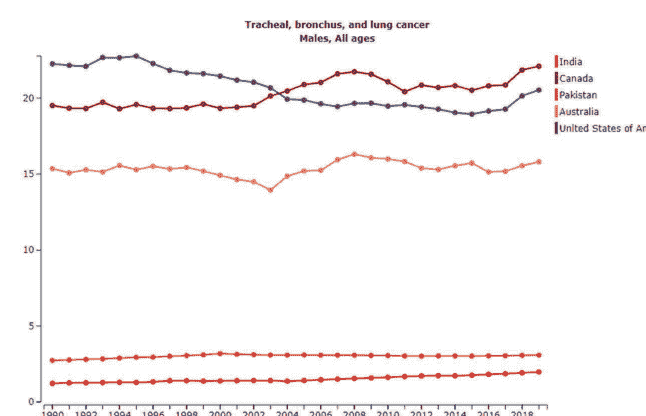 Tracheal, bronchus, and lung cancer
Males, All ages
India
Canada
Pakistan
Australia
United States of Am
20
15
10
5
0
1990 1992 1994 1996 1998 2000 2002 2004 2006 2008 2010 2012 2014 2016 2018